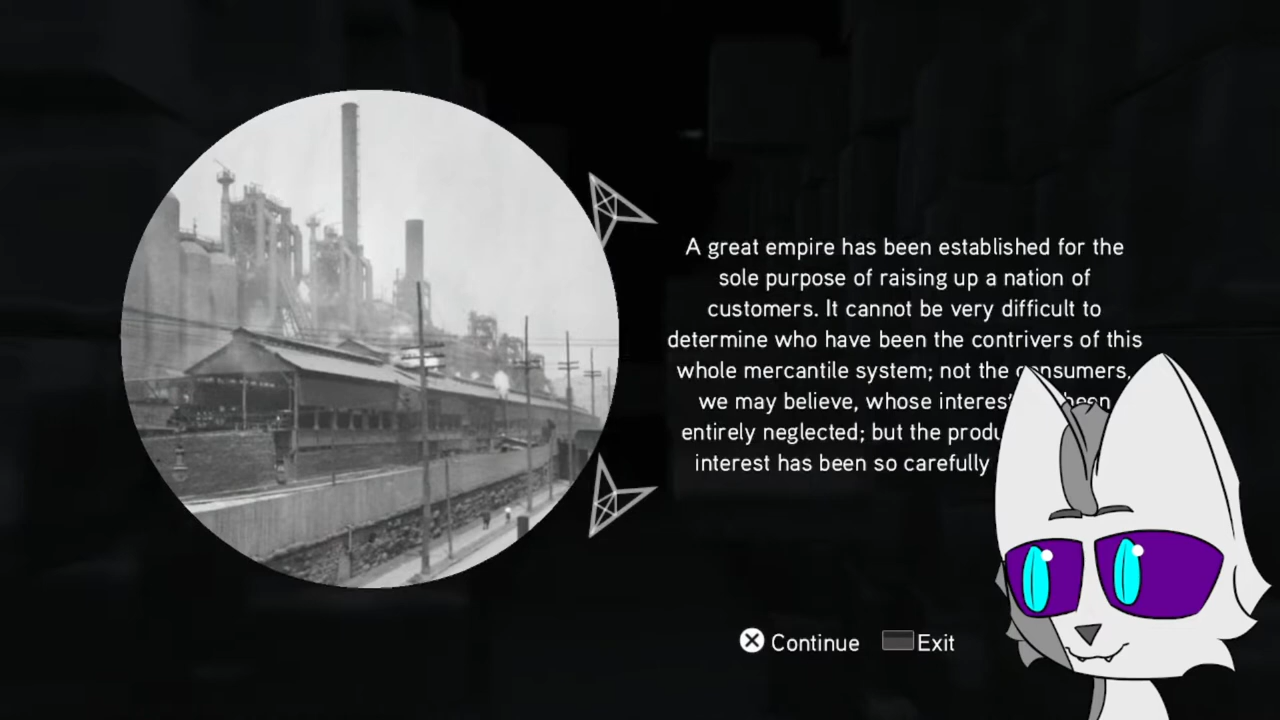 A great empire has been established for the
sole purpose of raising up a nation of
customers. It cannot be very difficult to
determine who have been the contrivers of this
whole mercantile system; not the consumers,
we may believe, whose been
entirely neglected; but the
interest has been so carefully
Continue Exit